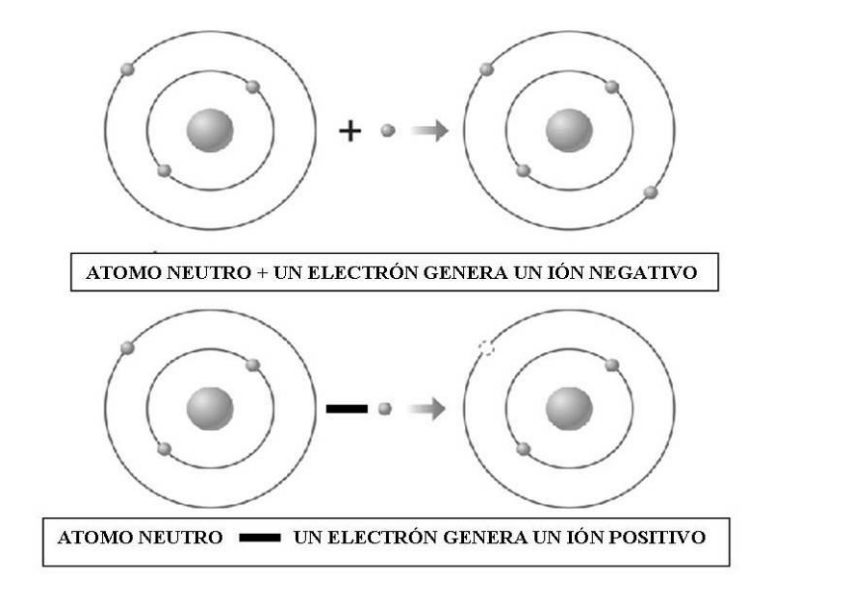 +
ATOMO NEUTRO + UN ELECTRÓN GENERA UN IÓN NEGATIVO
ATOMO NEUTRO — UN ELECTRÓN GENERA UN IÓN POSITIVO